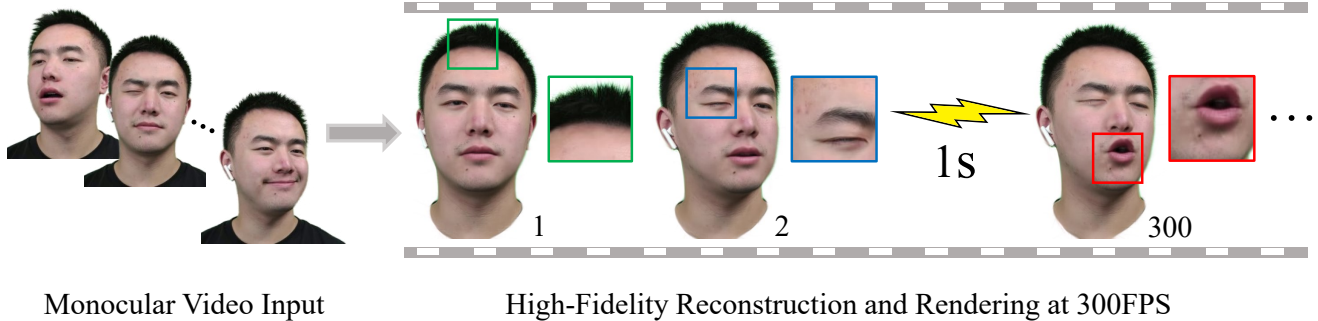 1s
1
2
300
Monocular Video Input
High-Fidelity Reconstruction and Rendering at 300FPS